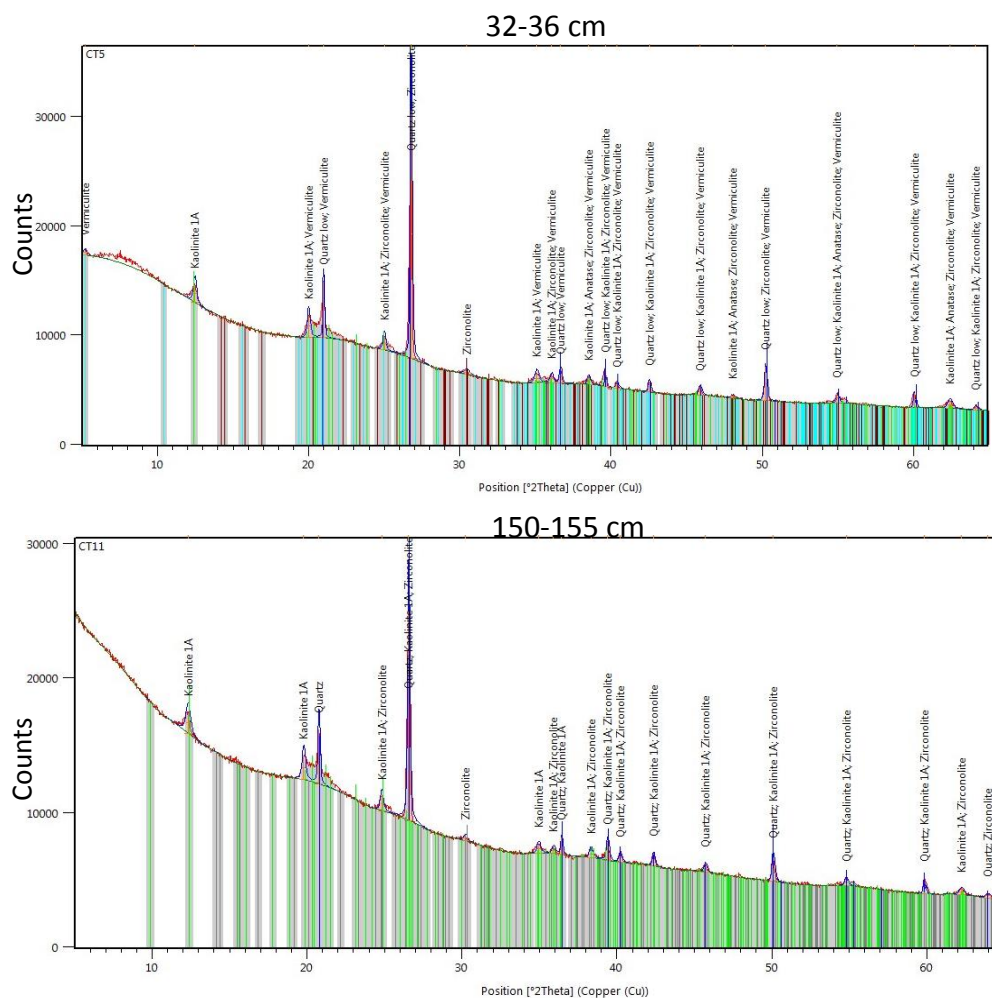 32-36 cm
CT5
Counts
30000
20000
10000
0
Vermiculite
Kaolinite 1A
Kaolinite 1A; Vermiculite
Quartz low; Vermiculite
Kaolinite 1A; Zirconolite; Vermiculite
Quartz low; Zirconolite
Zirconolite
Kaolinite 1A; Vermiculite
Kaolinite 1A; Zirconolite; Vermiculite
Quartz low; Vermiculite
Kaolinite 1A; Anatase; Zirconolite; Vermiculite
Quartz low; Kaolinite 1A; Zirconolite; Vermiculite
Quartz low; Kaolinite 1A; Zirconolite; Vermiculite
Quartz low; Kaolinite 1A; Zirconolite; Vermiculite
Quartz low; Kaolinite 1A; Zirconolite; Vermiculite
Kaolinite 1A; Anatase; Zirconolite; Vermiculite
Quartz low; Zirconolite; Vermiculite
Quartz low; Kaolinite 1A; Anatase; Zirconolite; Vermiculite
Quartz low; Kaolinite 1A; Zirconolite; Vermiculite
Kaolinite 1A; Anatase; Zirconolite; Vermiculite
Quartz low; Kaolinite 1A; Zirconolite; Vermiculite
10 20 30 40 50 60
Position [°2Theta] (Copper (Cu))
150-155 cm
CT11
Counts
30000
20000
10000
0
Kaolinite 1A
Kaolinite 1A
Quartz
Kaolinite 1A; Zirconolite
Quartz; Kaolinite 1A; Zirconolite
Zirconolite
Kaolinite 1A
Kaolinite 1A; Zirconolite
Quartz; Kaolinite 1A
Kaolinite 1A; Zirconolite
Quartz; Kaolinite 1A; Zirconolite
Quartz; Kaolinite 1A; Zirconolite
Quartz; Kaolinite 1A; Zirconolite
Quartz; Kaolinite 1A; Zirconolite
Quartz; Kaolinite 1A; Zirconolite
Quartz; Kaolinite 1A; Zirconolite
Quartz; Kaolinite 1A; Zirconolite
Kaolinite 1A; Zirconolite
Quartz; Zirconolite
10 20 30 40 50 60
Position [°2Theta] (Copper (Cu))